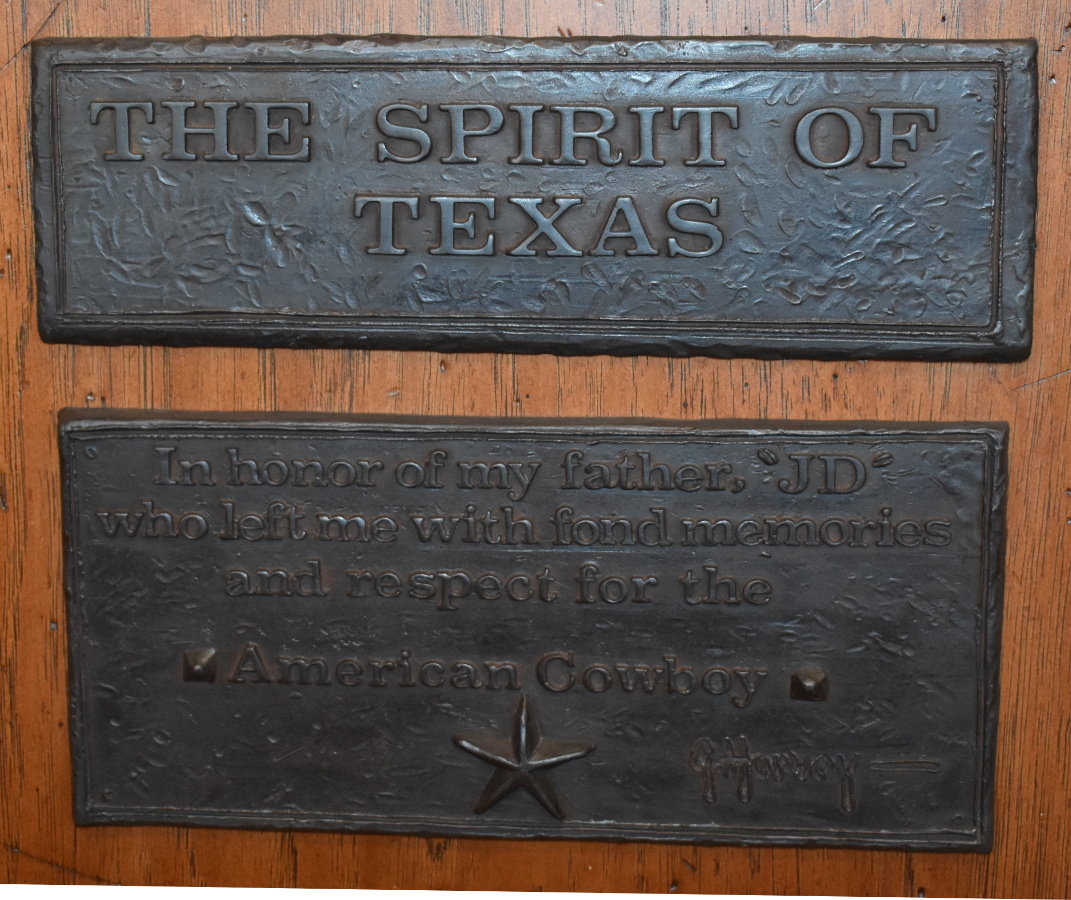 THE SPIRIT OF
TEXAS
In honor of my father, "JD"
who left me with fond memories
and respect for the
American Cowboy
G. Harvey